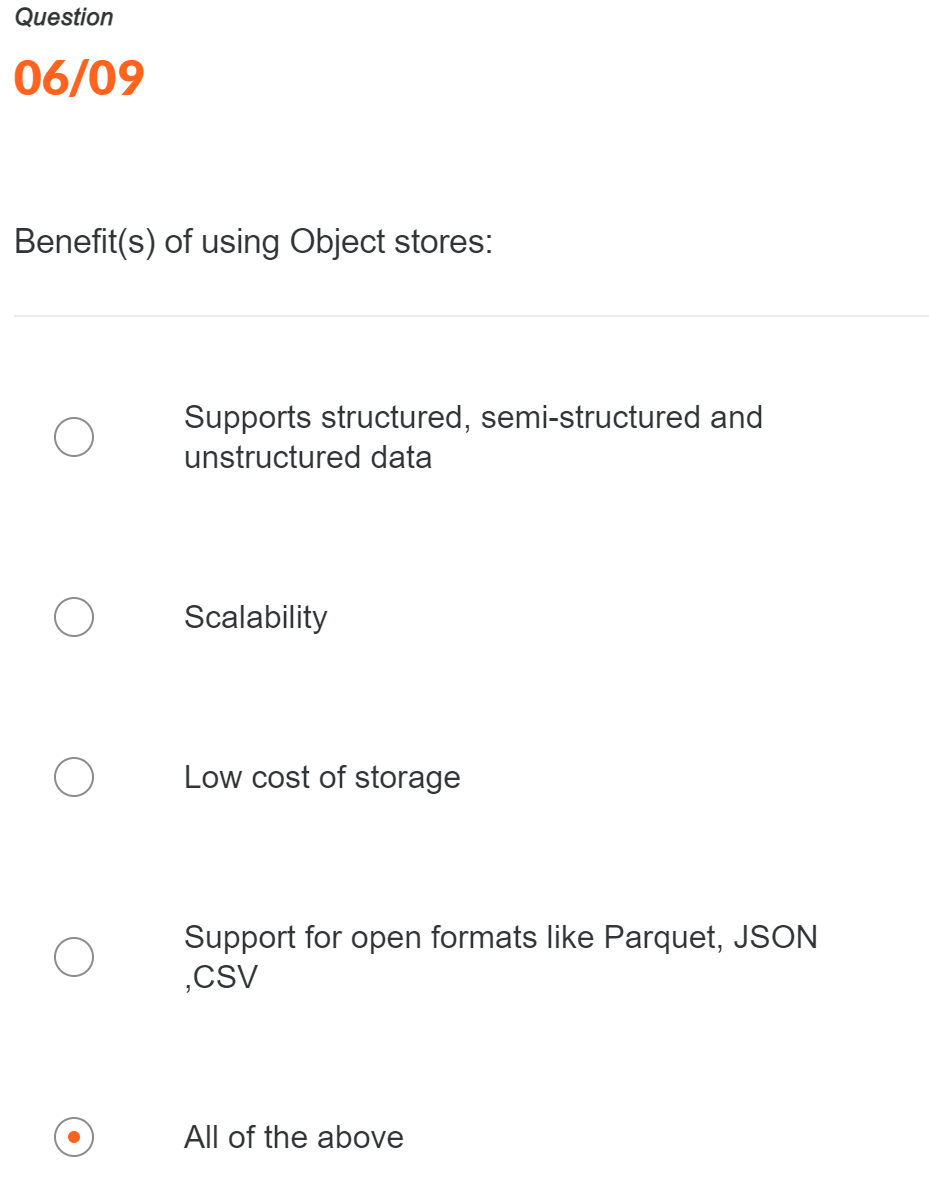 Question
06/09
Benefit(s) of using Object stores:
Supports structured, semi-structured and
unstructured data
Scalability
Low cost of storage
Support for open formats like Parquet, JSON
,CSV
All of the above